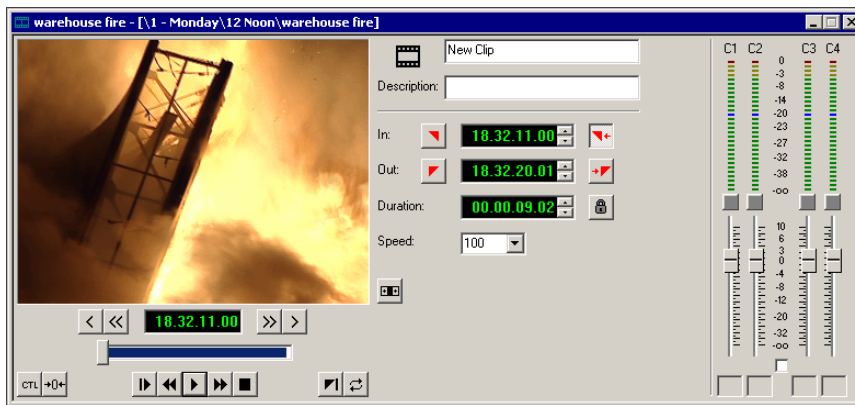 warehouse fire - [\1 - Monday\12 Noon\warehouse fire]
New Clip
Description:
In: 18.32.11.00
Out: 18.32.20.01
Duration: 00.00.09.02
Speed: 100
< << 18.32.11.00 >> >
CTL →0←
C1 C2 C3 C4
0
-3
-8
-14
-20
-23
-27
-32
-38
-oo
10
6
3
0
-4
-8
-12
-20
-32
-oo